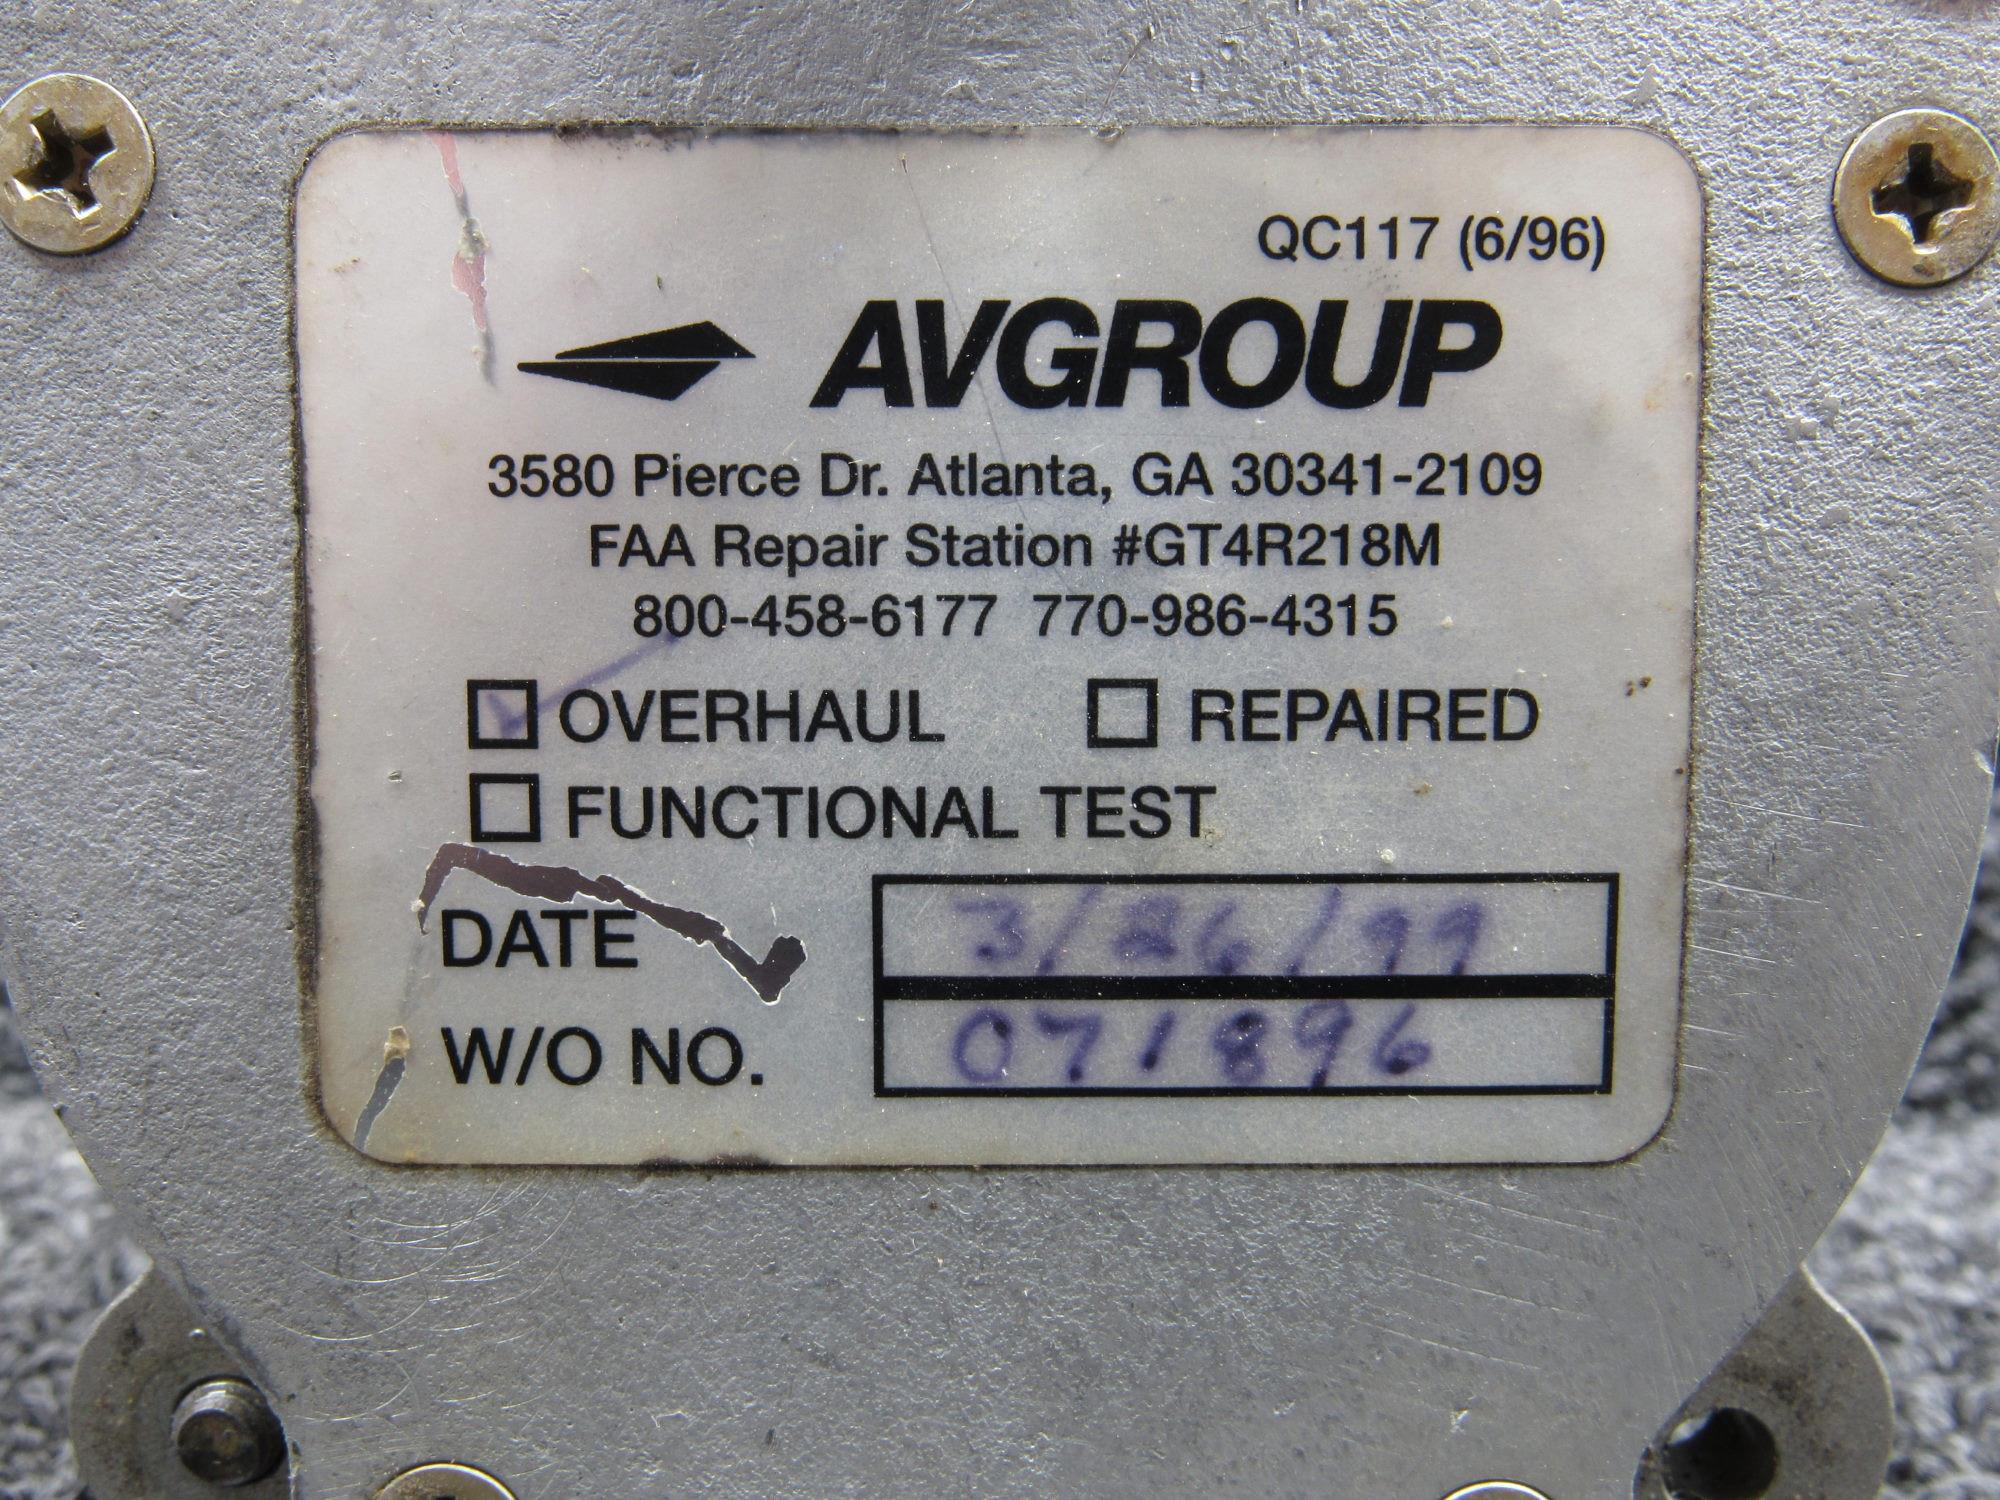 QC117 (6/96)
AVGROUP
3580 Pierce Dr. Atlanta, GA 30341-2109
FAA Repair Station #GT4R218M
800-458-6177 770-986-4315
OVERHAUL REPAIRED
FUNCTIONAL TEST
DATE 3/26/99
W/O NO. 071896